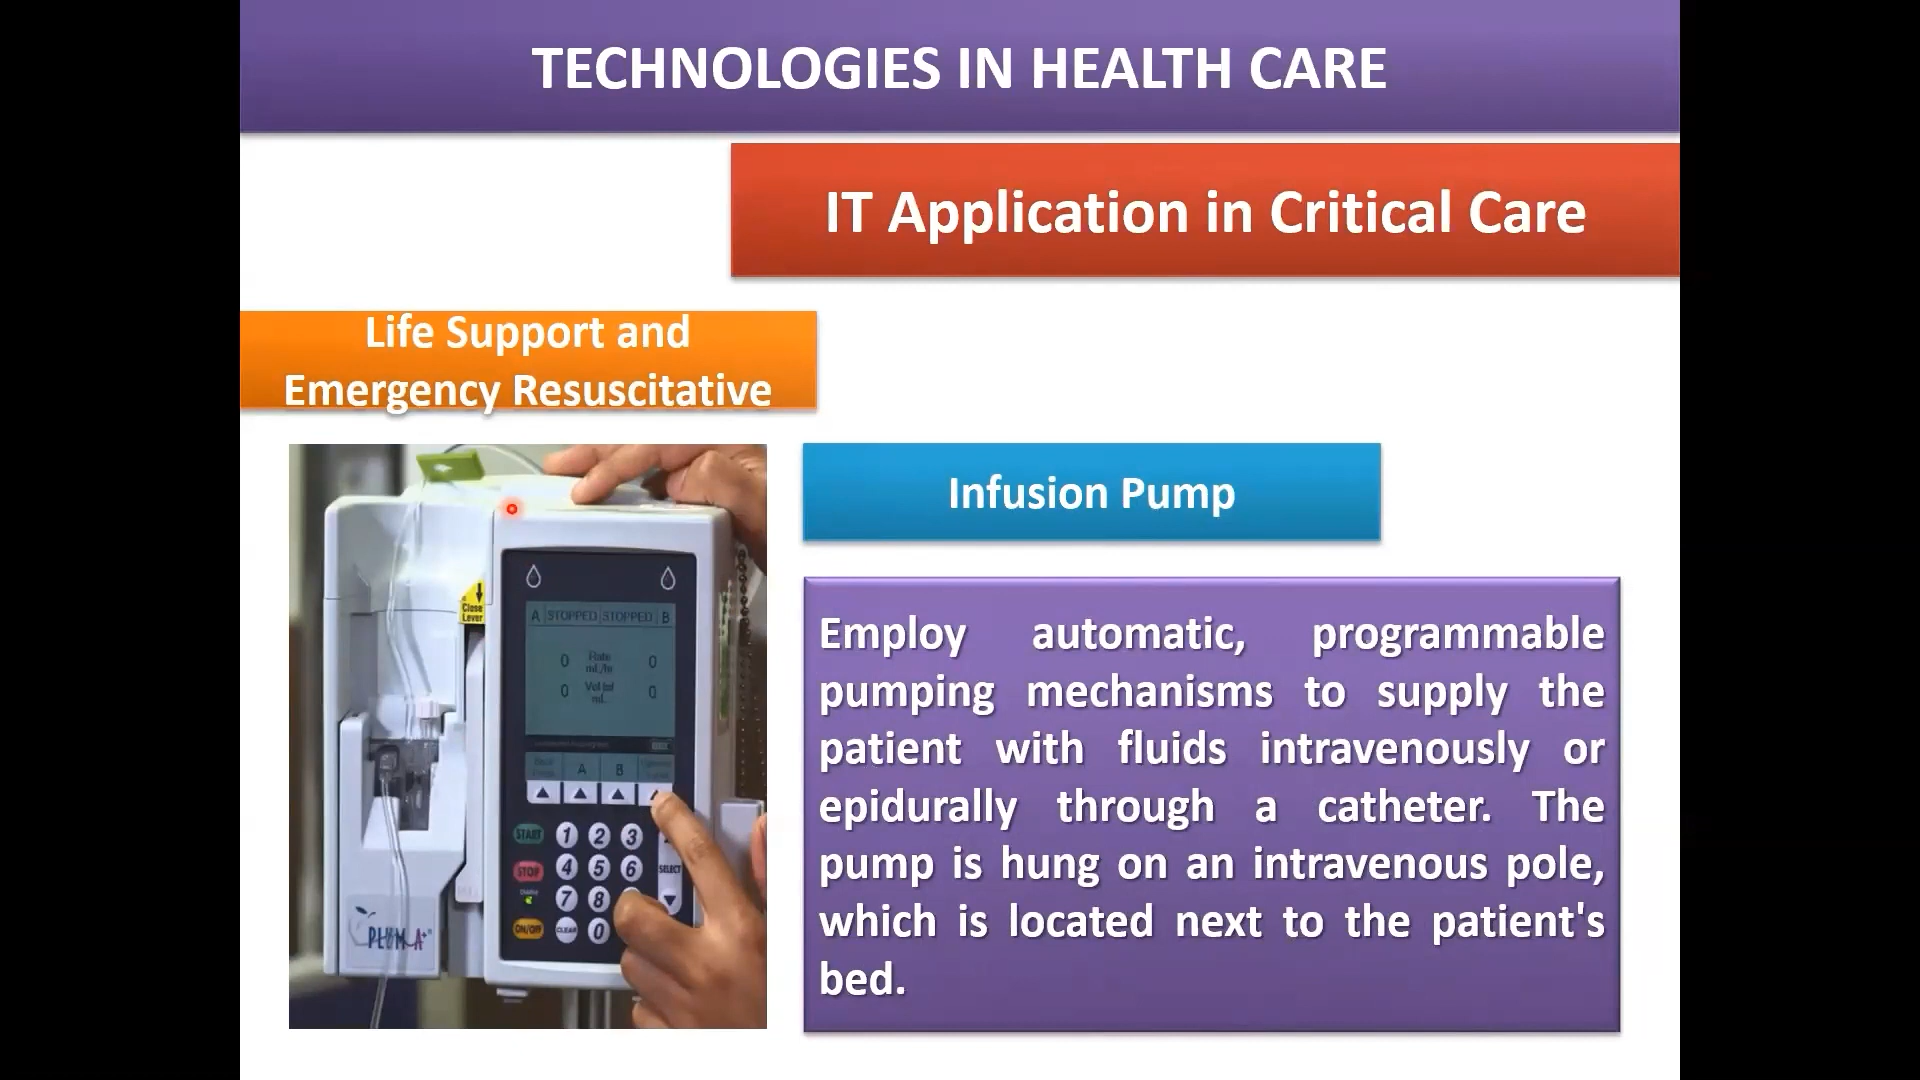 TECHNOLOGIES IN HEALTH CARE
IT Application in Critical Care
Life Support and
Emergency Resuscitative
Infusion Pump
Employ automatic, programmable
pumping mechanisms to supply the
patient with fluids intravenously or
epidurally through a catheter. The
pump is hung on an intravenous pole,
which is located next to the patient's
bed.
Close
Lever
A STOPPED STOPPED B
0 Rate 0
mL/hr
0 Vol Inf 0
mL
A B
START 1 2 3
STOP 4 5 6 SELECT
7 8
ON/OFF CLEAR 0
PLUM A+